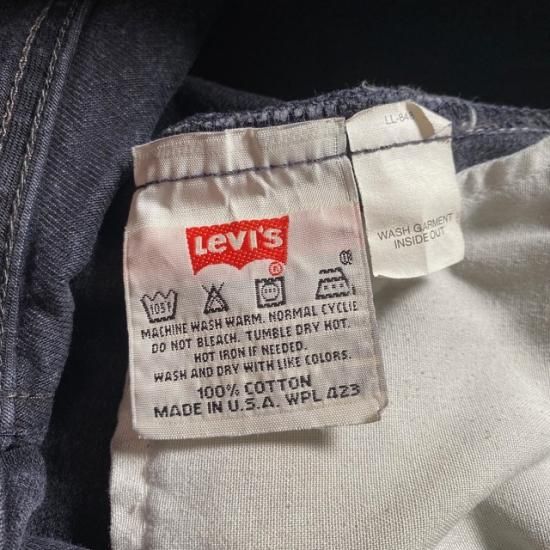 LEVI'S
105F
MACHINE WASH WARM. NORMAL CYCLE
DO NOT BLEACH. TUMBLE DRY HOT.
HOT IRON IF NEEDED.
WASH AND DRY WITH LIKE COLORS.
100% COTTON
MADE IN U.S.A. WPL 423
WASH GARMENT
INSIDE OUT